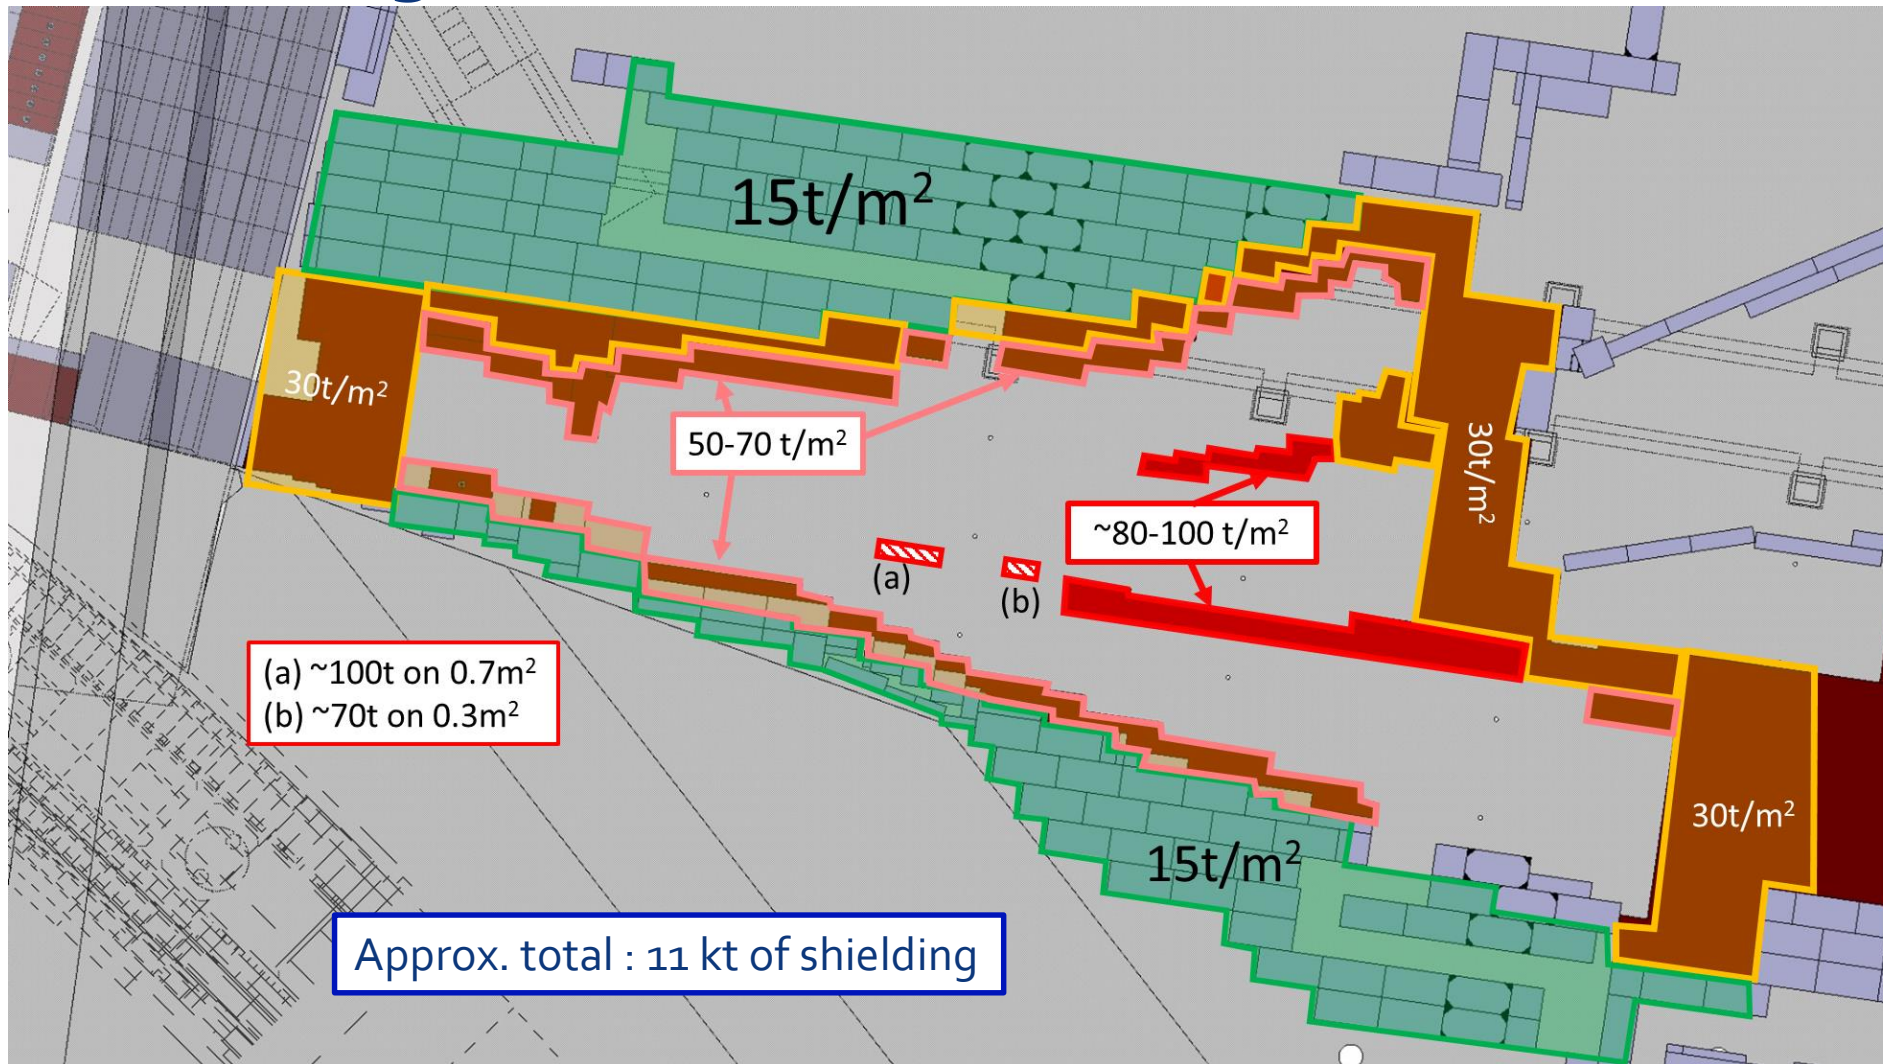 15t/m²
30t/m²
50-70 t/m²
30t/m²
~80-100 t/m²
(a)
(b)
(a) ~100t on 0.7m²
(b) ~70t on 0.3m²
30t/m²
15t/m²
Approx. total : 11 kt of shielding